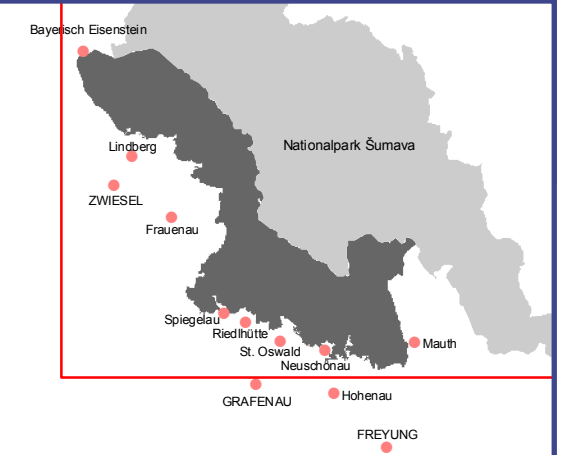 Bayerisch Eisenstein
Nationalpark Šumava
Lindberg
ZWIESEL
Frauenau
Spiegelau
Riedlhütte
St. Oswald
Neuschönau
Mauth
GRAFENAU
Hohenau
FREYUNG